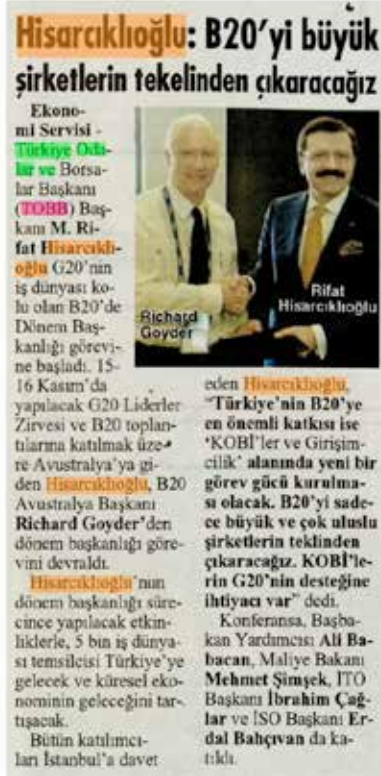 Hisarcıklıoğlu: B20'yi büyük
şirketlerin tekelinden çıkaracağız
Ekono-
mi Servisi -
Türkiye Oda-
lar ve Borsa-
lar Başkanı
(TOBB) Baş-
kanı M. Ri-
fat Hisarcıkli-
oğlu G20'nin
iş dünyası ko-
lu olan B20'de
Dönem Baş-
kanlığı görevi-
ne başladı. 15-
16 Kasım'da
yapılacak G20 Liderler
Zirvesi ve B20 toplan-
tılarına katılmak üze-
re Avustralya'ya gi-
den Hisarcıklıoğlu, B20
Avustralya Başkanı
Richard Goyder'den
dönem başkanlığı göre-
vini devraldı.
Hisarcıklıoğlu'nun
dönem başkanlığı süre-
cince yapılacak etkin-
liklerle, 5 bin iş dünya-
sı temsilcisi Türkiye'ye
gelecek ve küresel eko-
nominin geleceğini tar-
tışacak.
Bütün katılımcı-
ları İstanbul'a davet
Richard
Goyder
Rifat
Hisarcıklıoğlu
eden Hisarcıklıoğlu,
"Türkiye'nin B20'ye
en önemli katkısı ise
'KOBİ'ler ve Girişim-
cilik' alanında yeni bir
görev gücü kurulma-
sı olacak. B20'yi sade-
ce büyük ve çok uluslu
şirketlerin teklinden
çıkaracağız. KOBİ'le-
rin G20'nin desteğine
ihtiyacı var" dedi.
Konferansa, Başba-
kan Yardımcısı Ali Ba-
bacan, Maliye Bakanı
Mehmet Şimşek, İTO
Başkanı İbrahim Çağ-
lar ve İSO Başkanı Er-
dal Bahçıvan da ka-
tıldı.